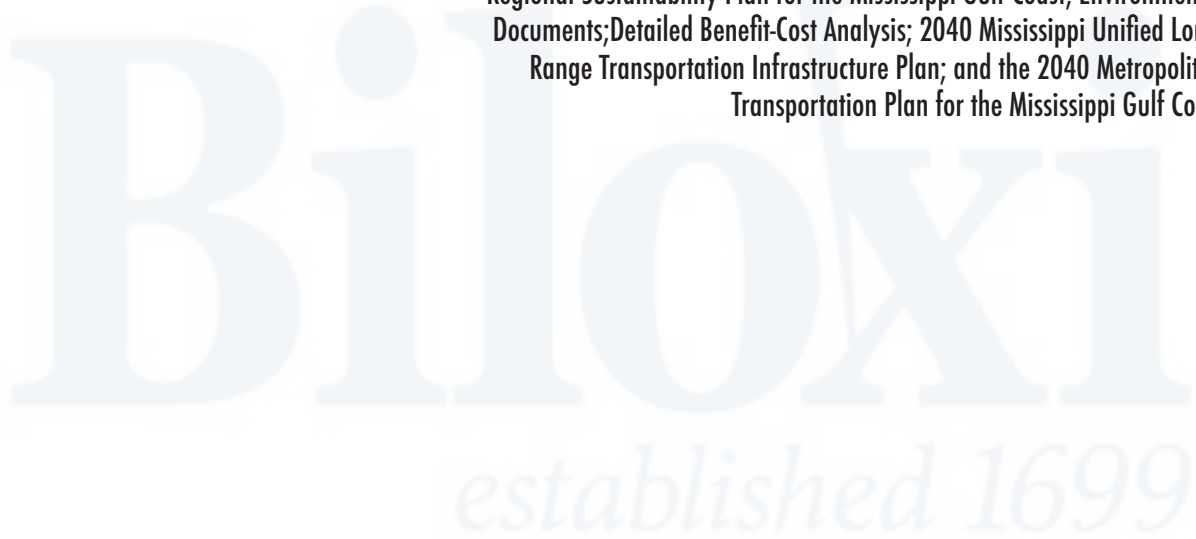 Regional Sustainability Plan for the Mississippi Gulf Coast;
Documents;Detailed Benefit-Cost Analysis; 2040 Mississippi Unified
Range Transportation Infrastructure Plan; and the 2040
Transportation Plan for the Mississippi Gulf
Biloxi
established 1699